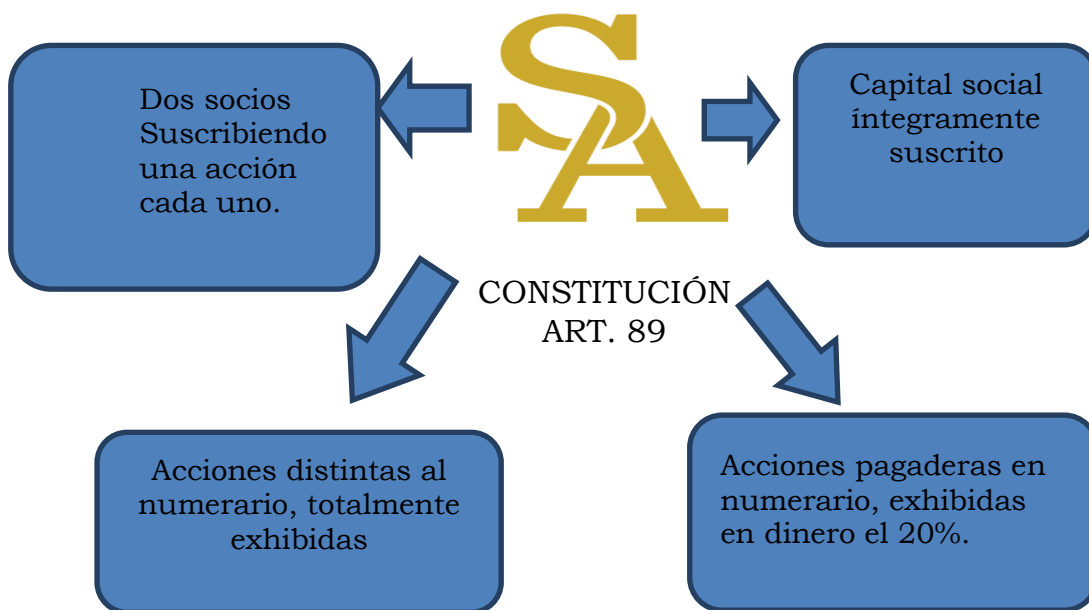 SA
Dos socios
Suscribiendo
una acción
cada uno.
Capital social
íntegramente
suscrito
CONSTITUCIÓN
ART. 89
Acciones distintas al
numerario, totalmente
exhibidas
Acciones pagaderas en
numerario, exhibidas
en dinero el 20%.